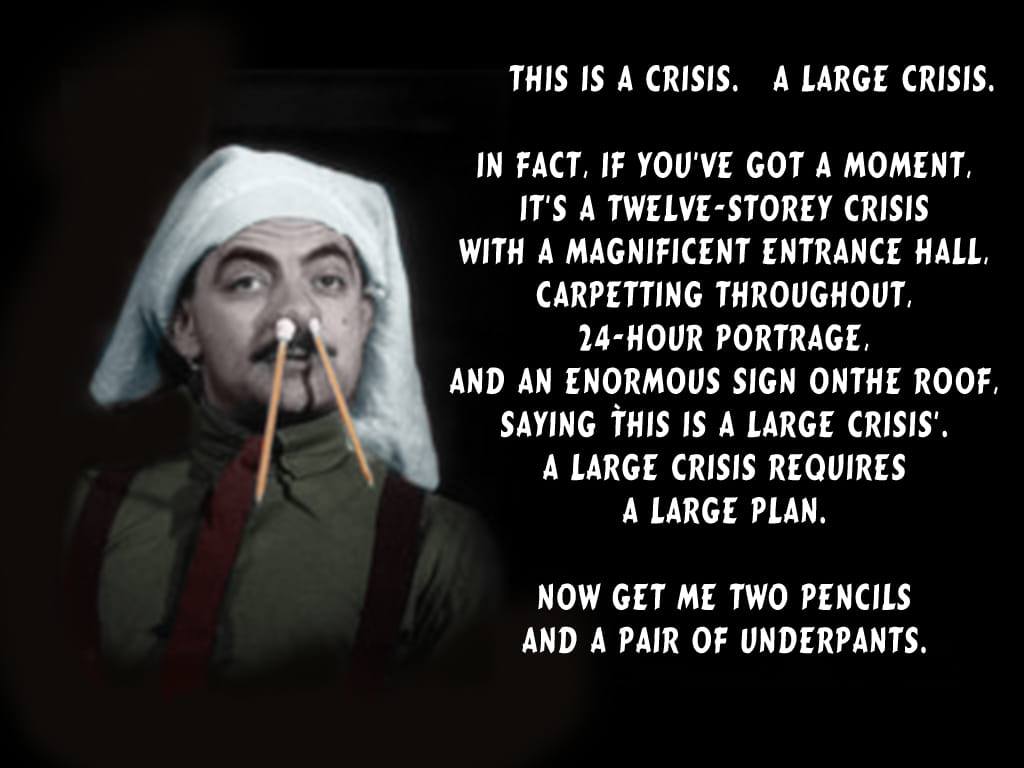 THIS IS A CRISIS. A LARGE CRISIS.
IN FACT, IF YOU'VE GOT A MOMENT,
IT'S A TWELVE-STOREY CRISIS
WITH A MAGNIFICENT ENTRANCE HALL,
CARPETTING THROUGHOUT,
24-HOUR PORTRAGE,
AND AN ENORMOUS SIGN ONTHE ROOF,
SAYING `THIS IS A LARGE CRISIS'.
A LARGE CRISIS REQUIRES
A LARGE PLAN.
NOW GET ME TWO PENCILS
AND A PAIR OF UNDERPANTS.